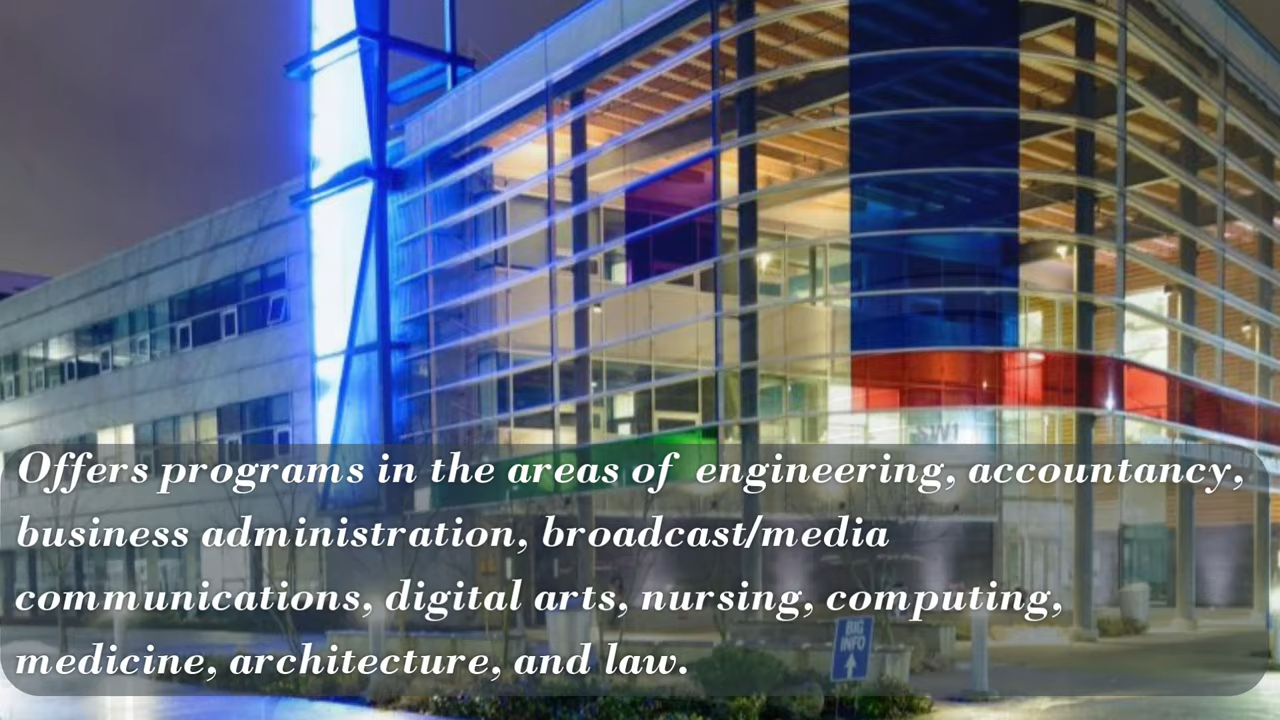 SW1
Offers programs in the areas of engineering, accountancy,
business administration, broadcast/media
communications, digital arts, nursing, computing,
medicine, architecture, and law.
BIG
INFO